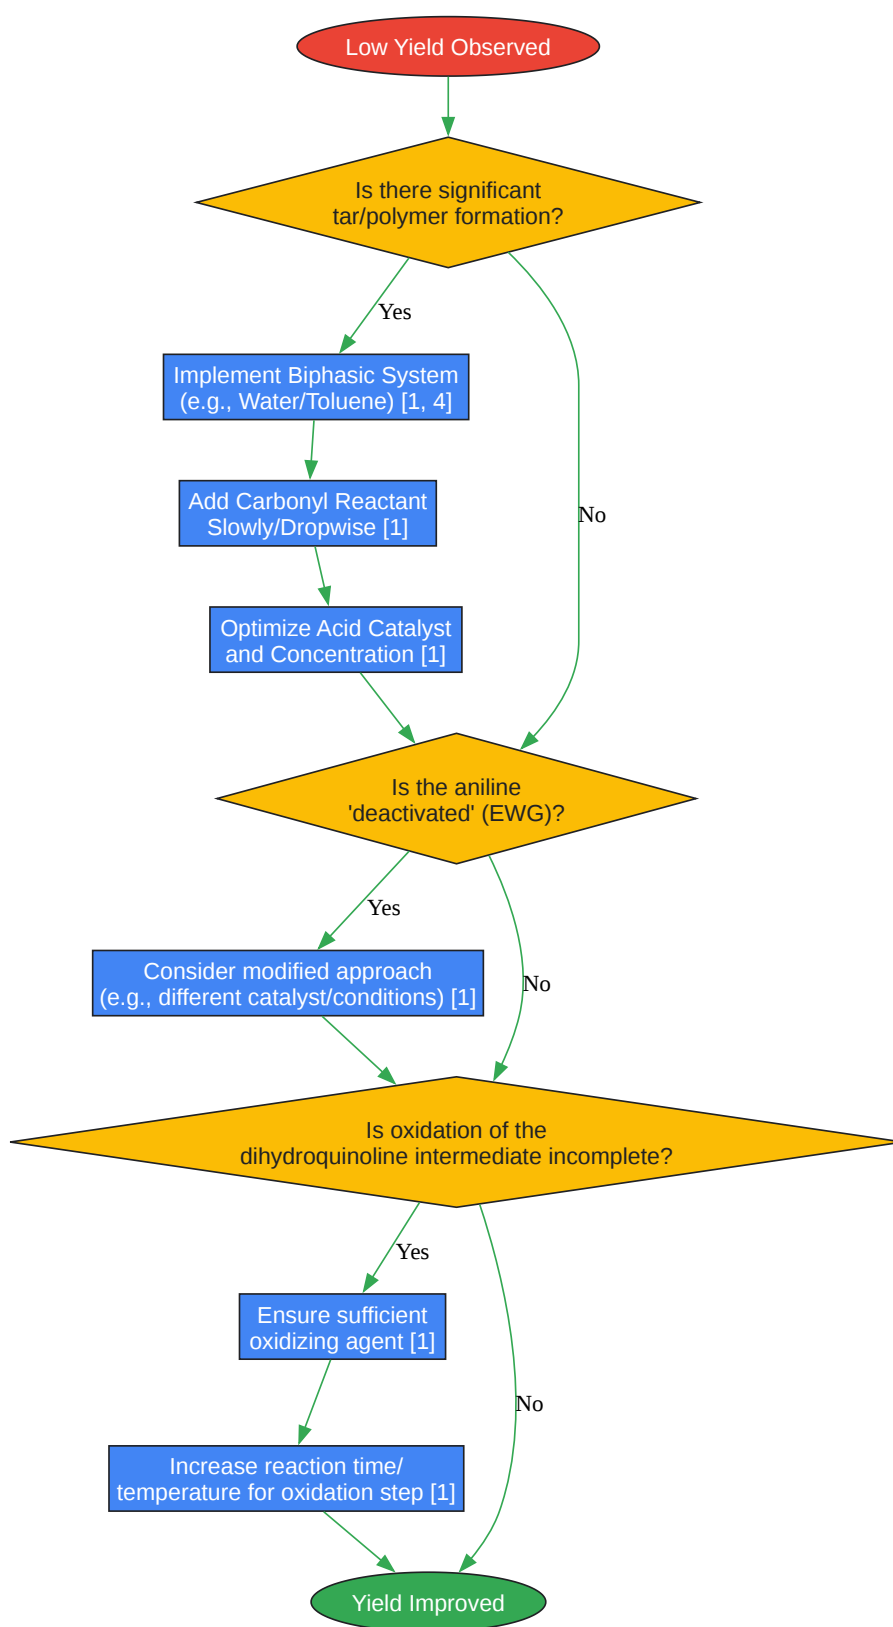 Low Yield Observed
Is there significant
tar/polymer formation?
Yes
Implement Biphasic System
(e.g., Water/Toluene) [1, 4]
Add Carbonyl Reactant
Slowly/Dropwise [1]
No
Optimize Acid Catalyst
and Concentration [1]
Is the aniline
'deactivated' (EWG)?
Yes
Consider modified approach
(e.g., different catalyst/conditions) [1]
No
Is oxidation of the
dihydroquinoline intermediate incomplete?
Yes
Ensure sufficient
oxidizing agent [1]
No
Increase reaction time/
temperature for oxidation step [1]
Yield Improved